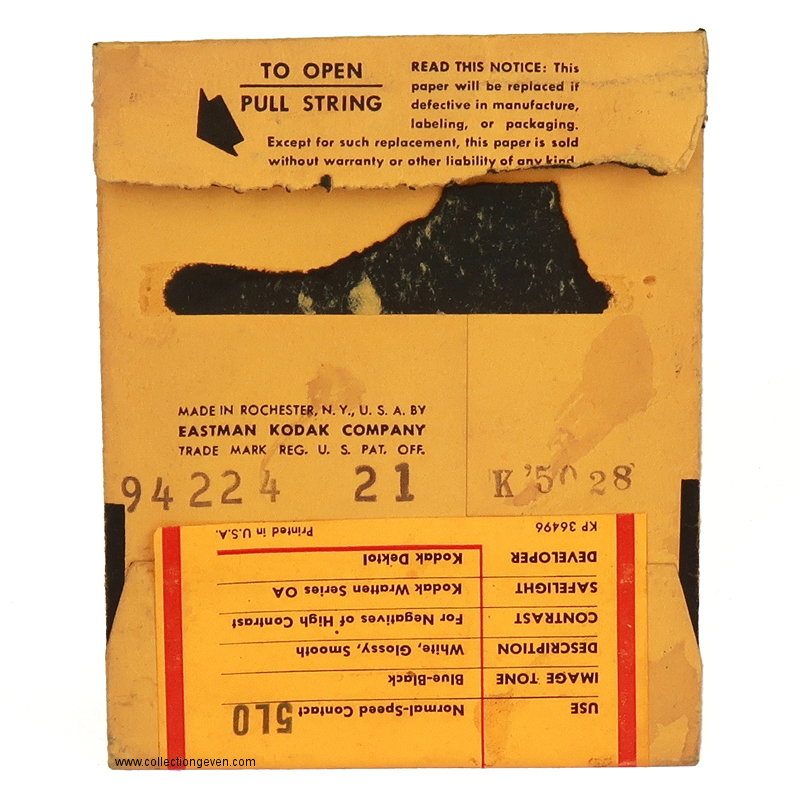 TO OPEN
PULL STRING
READ THIS NOTICE: This
paper will be replaced if
defective in manufacture,
labeling, or packaging.
Except for such replacement, this paper is sold
without warranty or other liability of any kind.
MADE IN ROCHESTER, N. Y., U. S. A. BY
EASTMAN KODAK COMPANY
TRADE MARK REG. U. S. PAT. OFF.
94224 21 K '50 28
USE Normal-Speed Contact 5L0
IMAGE TONE Blue-Black
DESCRIPTION White, Glossy, Smooth
CONTRAST For Negatives of High Contrast
SAFELIGHT Kodak Wratten Series OA
DEVELOPER Kodak Dektol
KP 36496 Printed in U.S.A.
www.collectiongeven.com